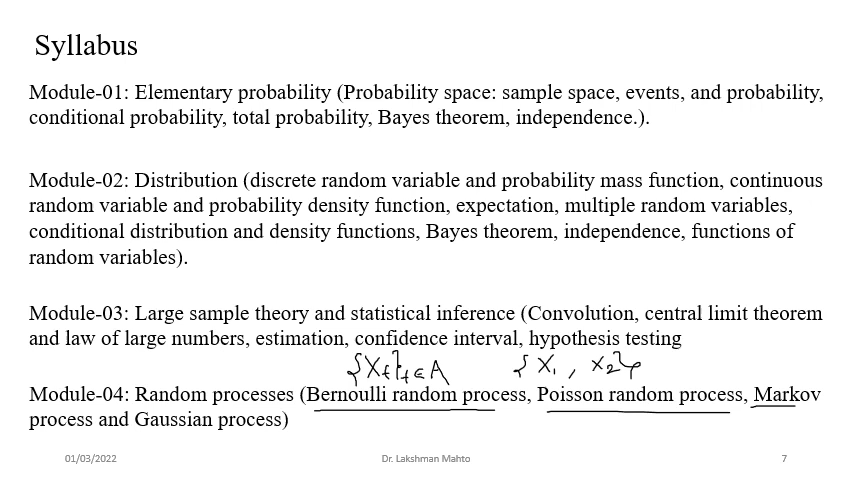 Syllabus
Module-01: Elementary probability (Probability space: sample space, events, and probability,
conditional probability, total probability, Bayes theorem, independence.).
Module-02: Distribution (discrete random variable and probability mass function, continuous
random variable and probability density function, expectation, multiple random variables,
conditional distribution and density functions, Bayes theorem, independence, functions of
random variables).
Module-03: Large sample theory and statistical inference (Convolution, central limit theorem
and law of large numbers, estimation, confidence interval, hypothesis testing
{X_t}_{t∈A} {X_1, X_2}
Module-04: Random processes (Bernoulli random process, Poisson random process, Markov
process and Gaussian process)
01/03/2022 Dr. Lakshman Mahto 7